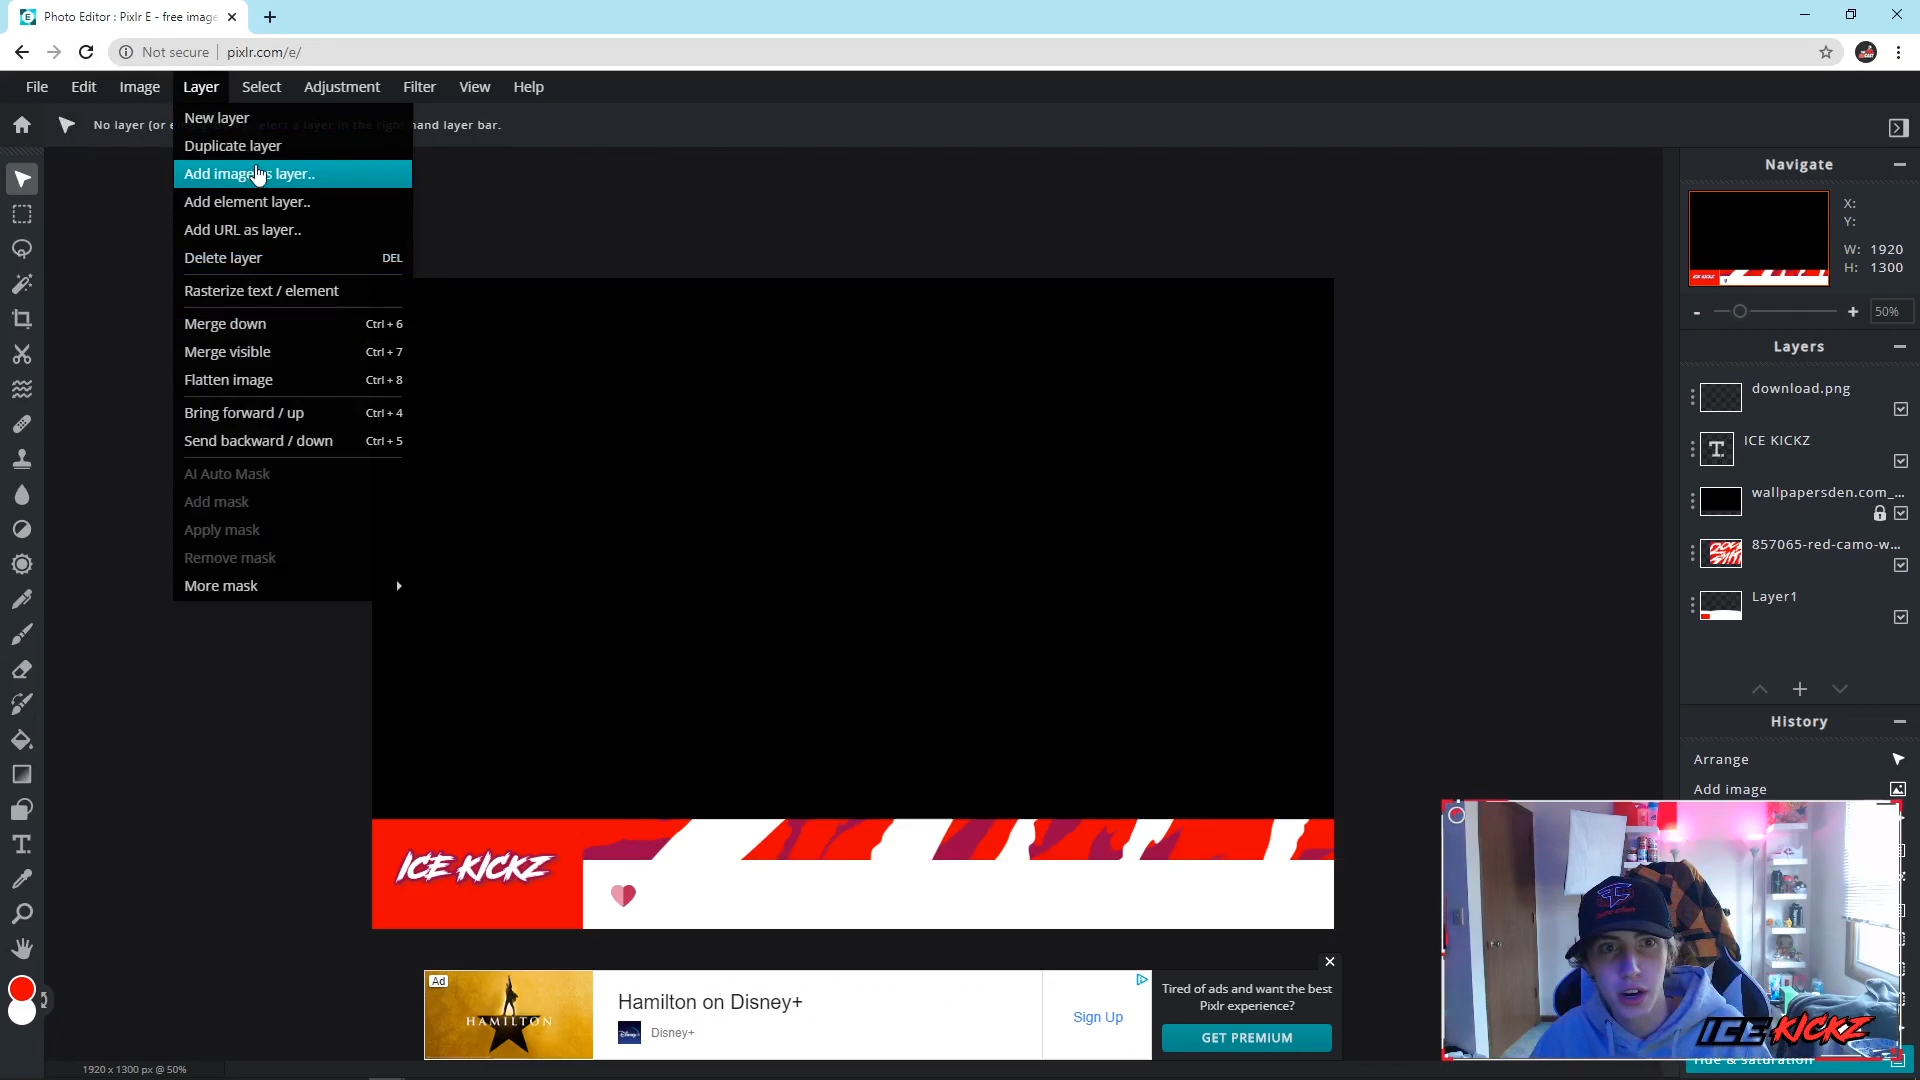 Photo Editor : Pixlr E - free image
Not secure
pixlr.com/e/
File
Edit
Image
Layer
Select
Adjustment
Filter
View
Help
No layer (or
hand layer bar.
New layer
Duplicate layer
Add image as layer..
Add element layer..
Add URL as layer..
Delete layer DEL
Rasterize text / element
Merge down Ctrl + 6
Merge visible Ctrl + 7
Flatten image Ctrl + 8
Bring forward / up Ctrl + 4
Send backward / down Ctrl + 5
AI Auto Mask
Add mask
Apply mask
Remove mask
More mask
Navigate
X:
Y:
W: 1920
H: 1300
50%
Layers
download.png
ICE KICKZ
wallpapersden.com_...
857065-red-camo-w...
Layer1
History
Arrange
Add image
Hue & saturation
ICE KICKZ
Ad
HAMILTON
Hamilton on Disney+
Disney+
Sign Up
Tired of ads and want the best
Pixlr experience?
GET PREMIUM
ICE KICKZ
1920 x 1300 px @ 50%